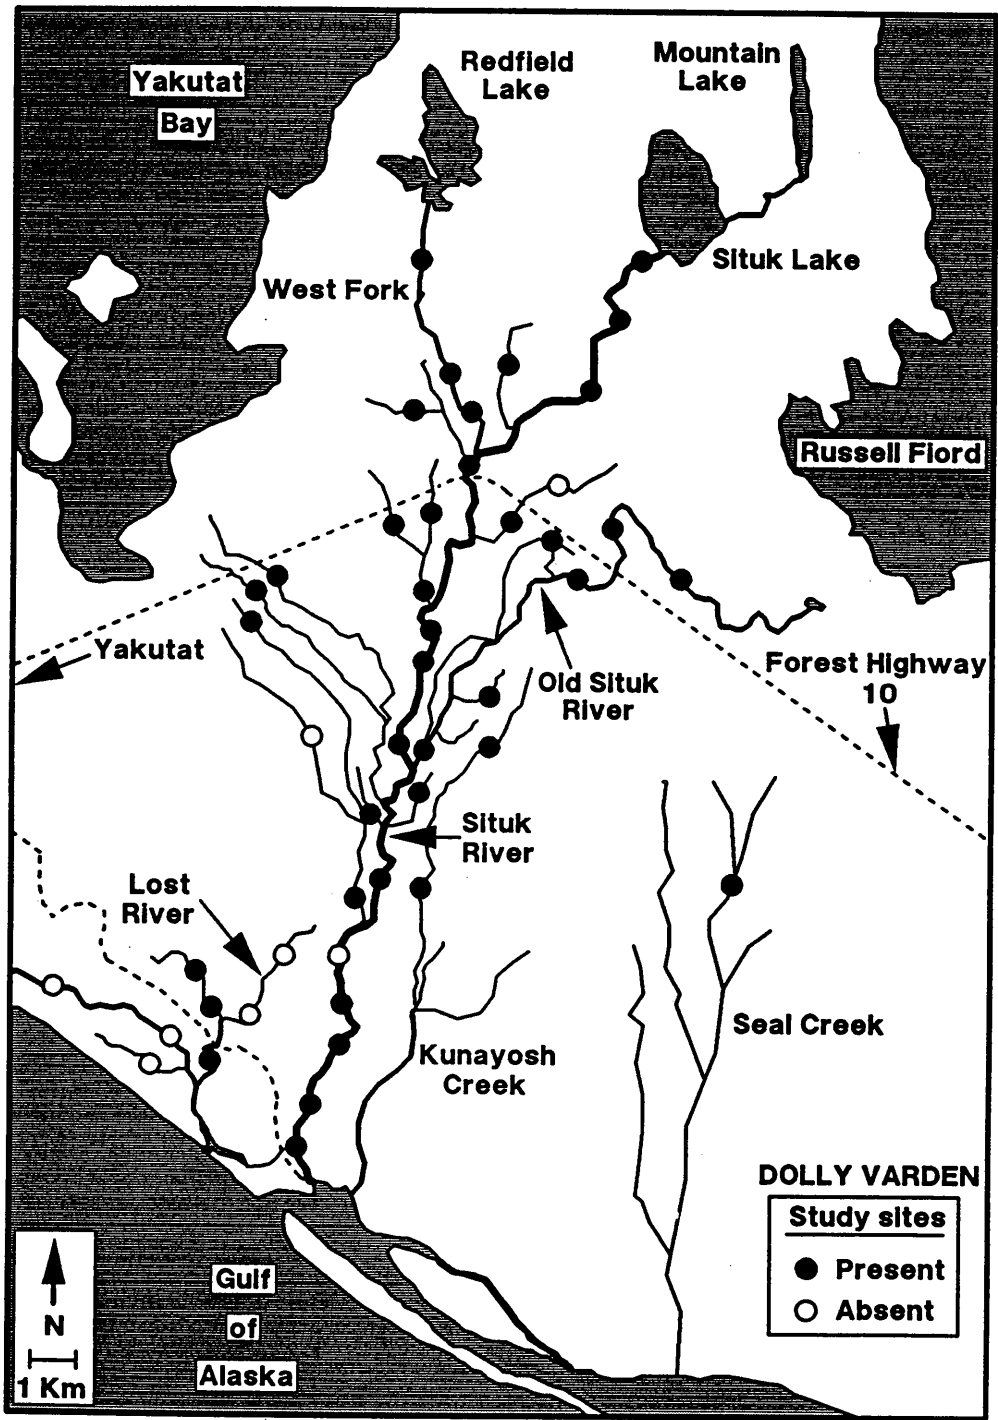 Yakutat
Bay
Redfield
Lake
Mountain
Lake
Situk Lake
West Fork
Russell Fiord
Yakutat
Old Situk
River
Forest Highway
10
Situk
River
Lost
River
Seal Creek
Kunayosh
Creek
DOLLY VARDEN
Study sites
Present
Absent
Gulf
of
Alaska
N
1 Km